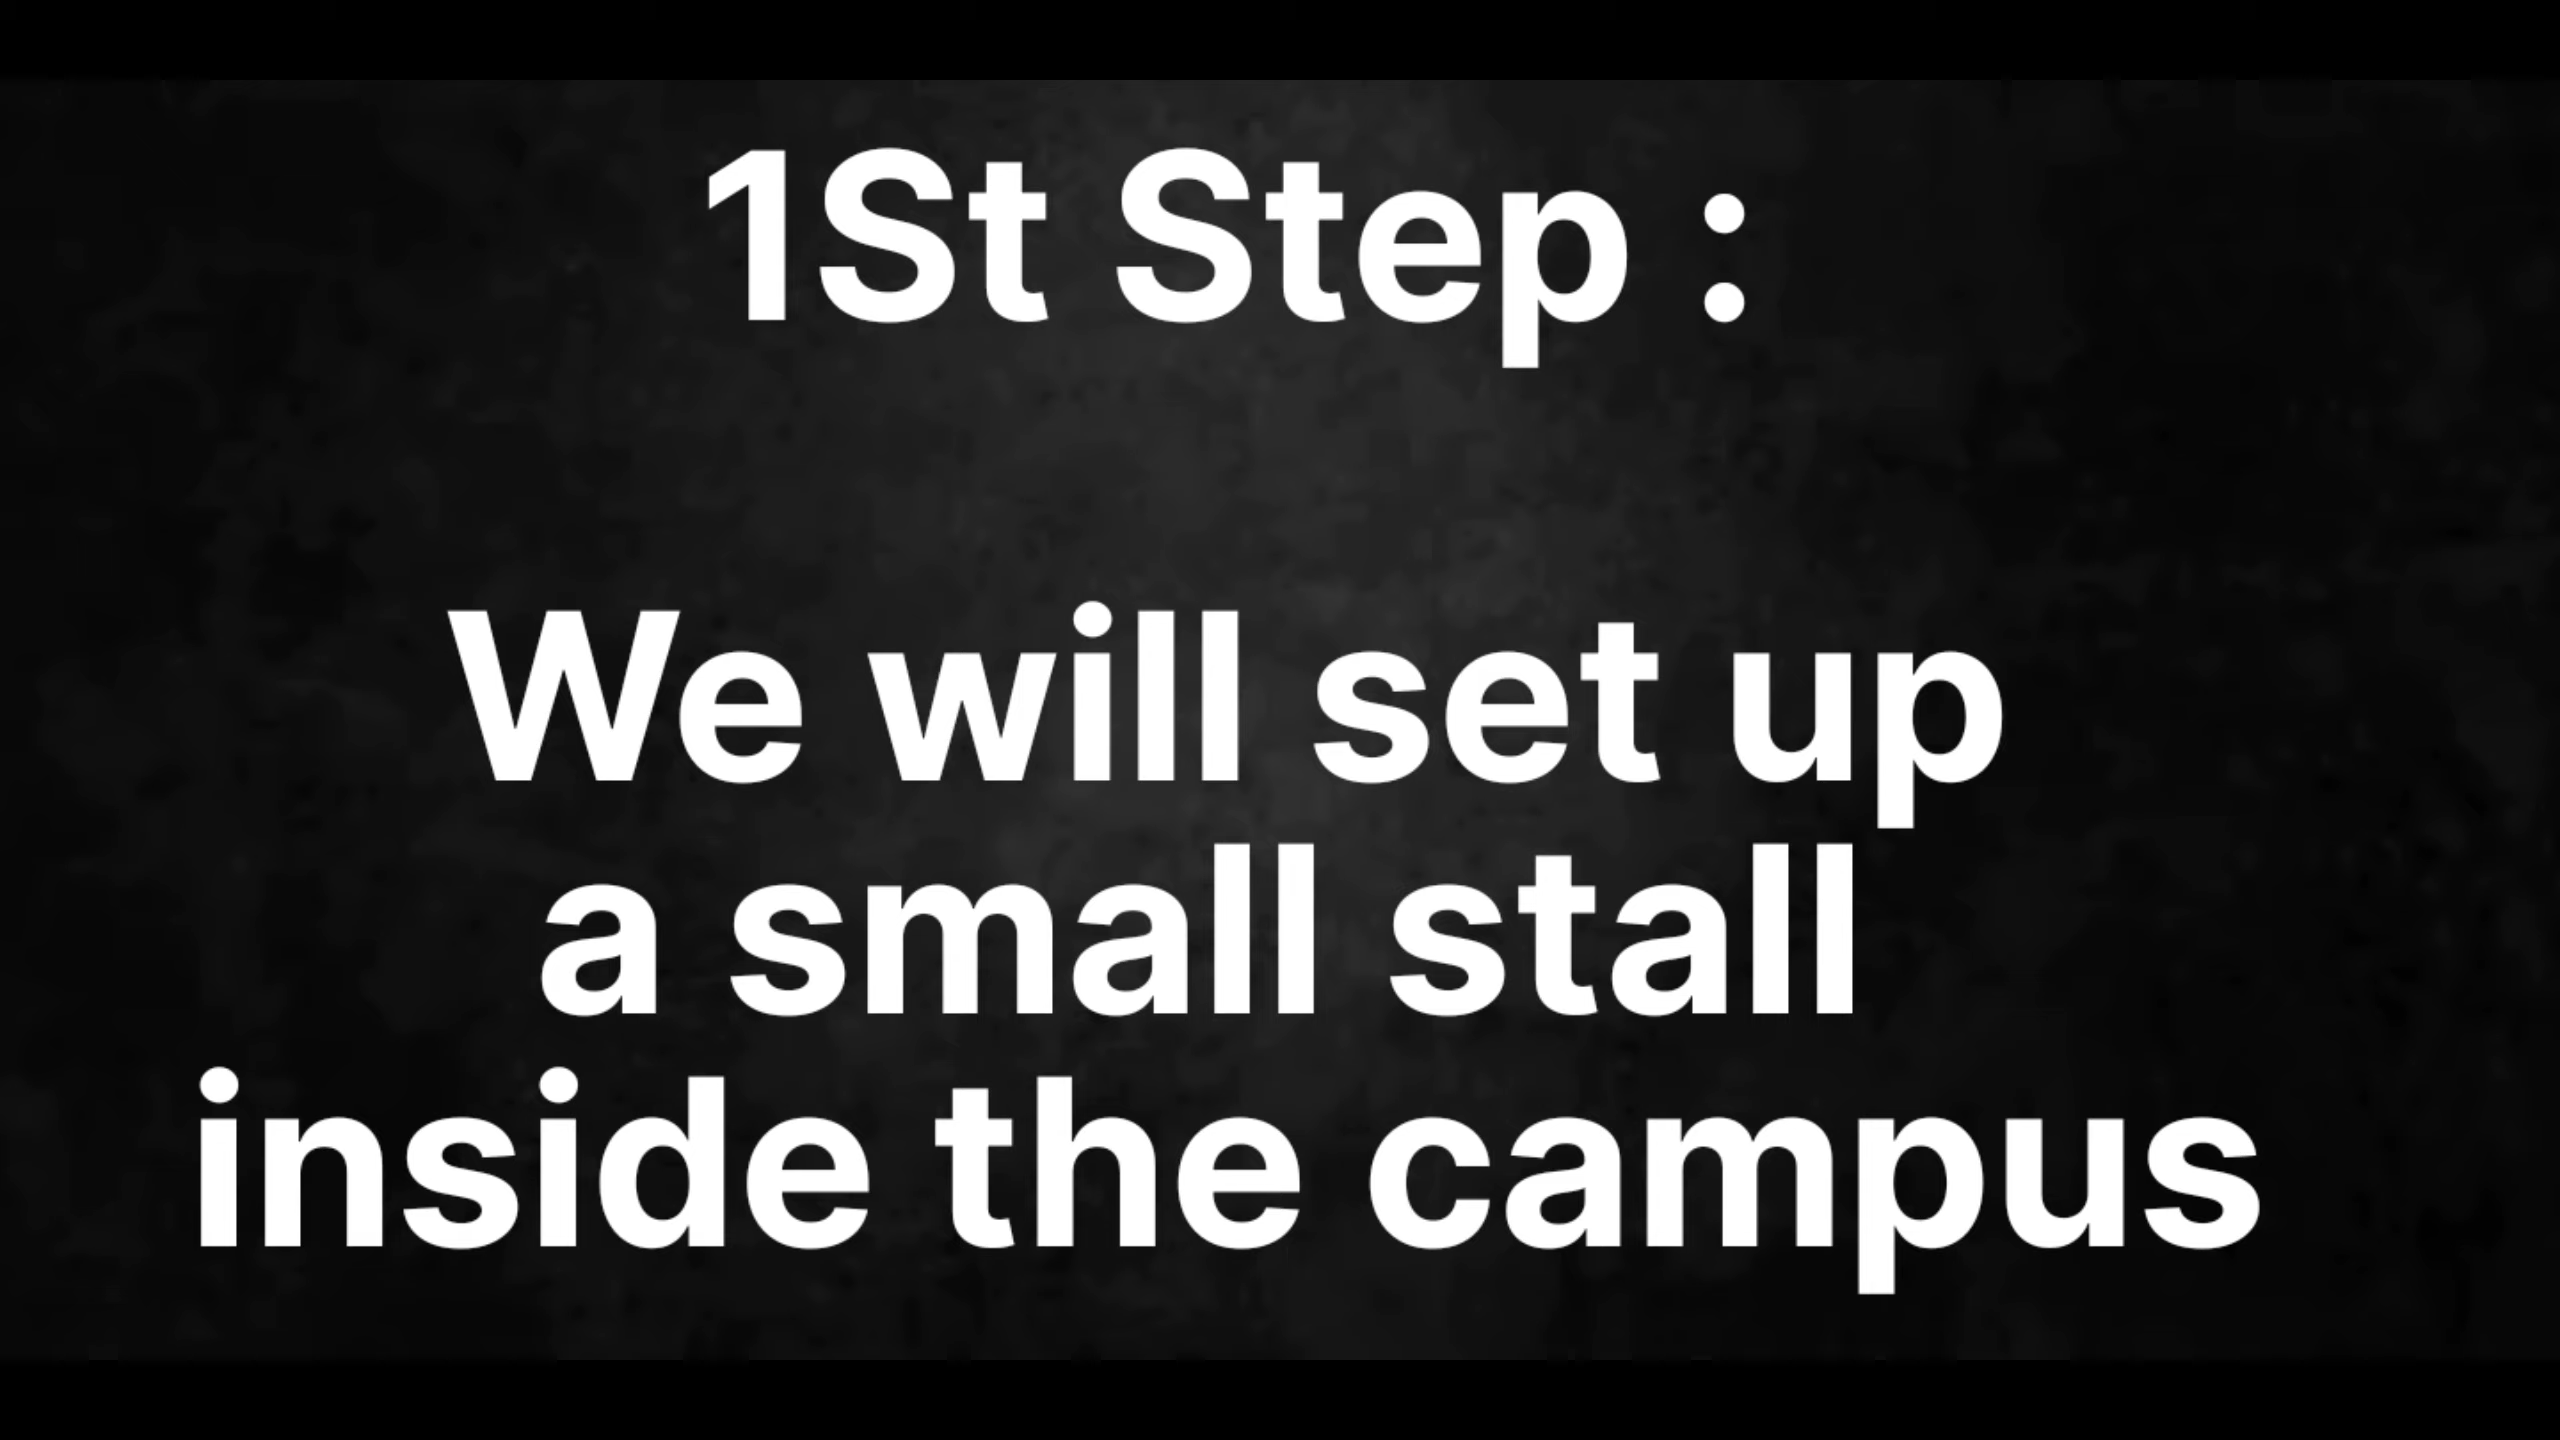 1St Step :
We will set up
a small stall
inside the campus